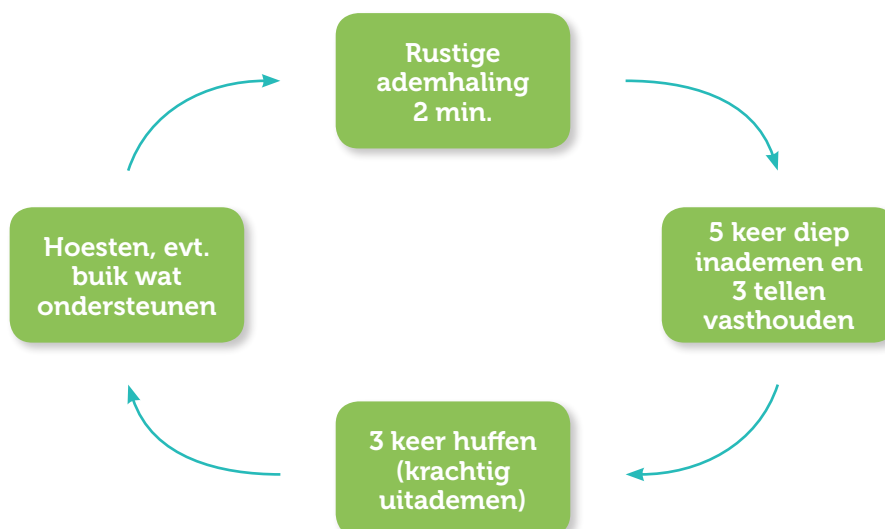 Rustige
ademhaling
2 min.
5 keer diep
inademen en
3 tellen
vasthouden
3 keer huffen
(krachtig
uitademen)
Hoesten, evt.
buik wat
ondersteunen